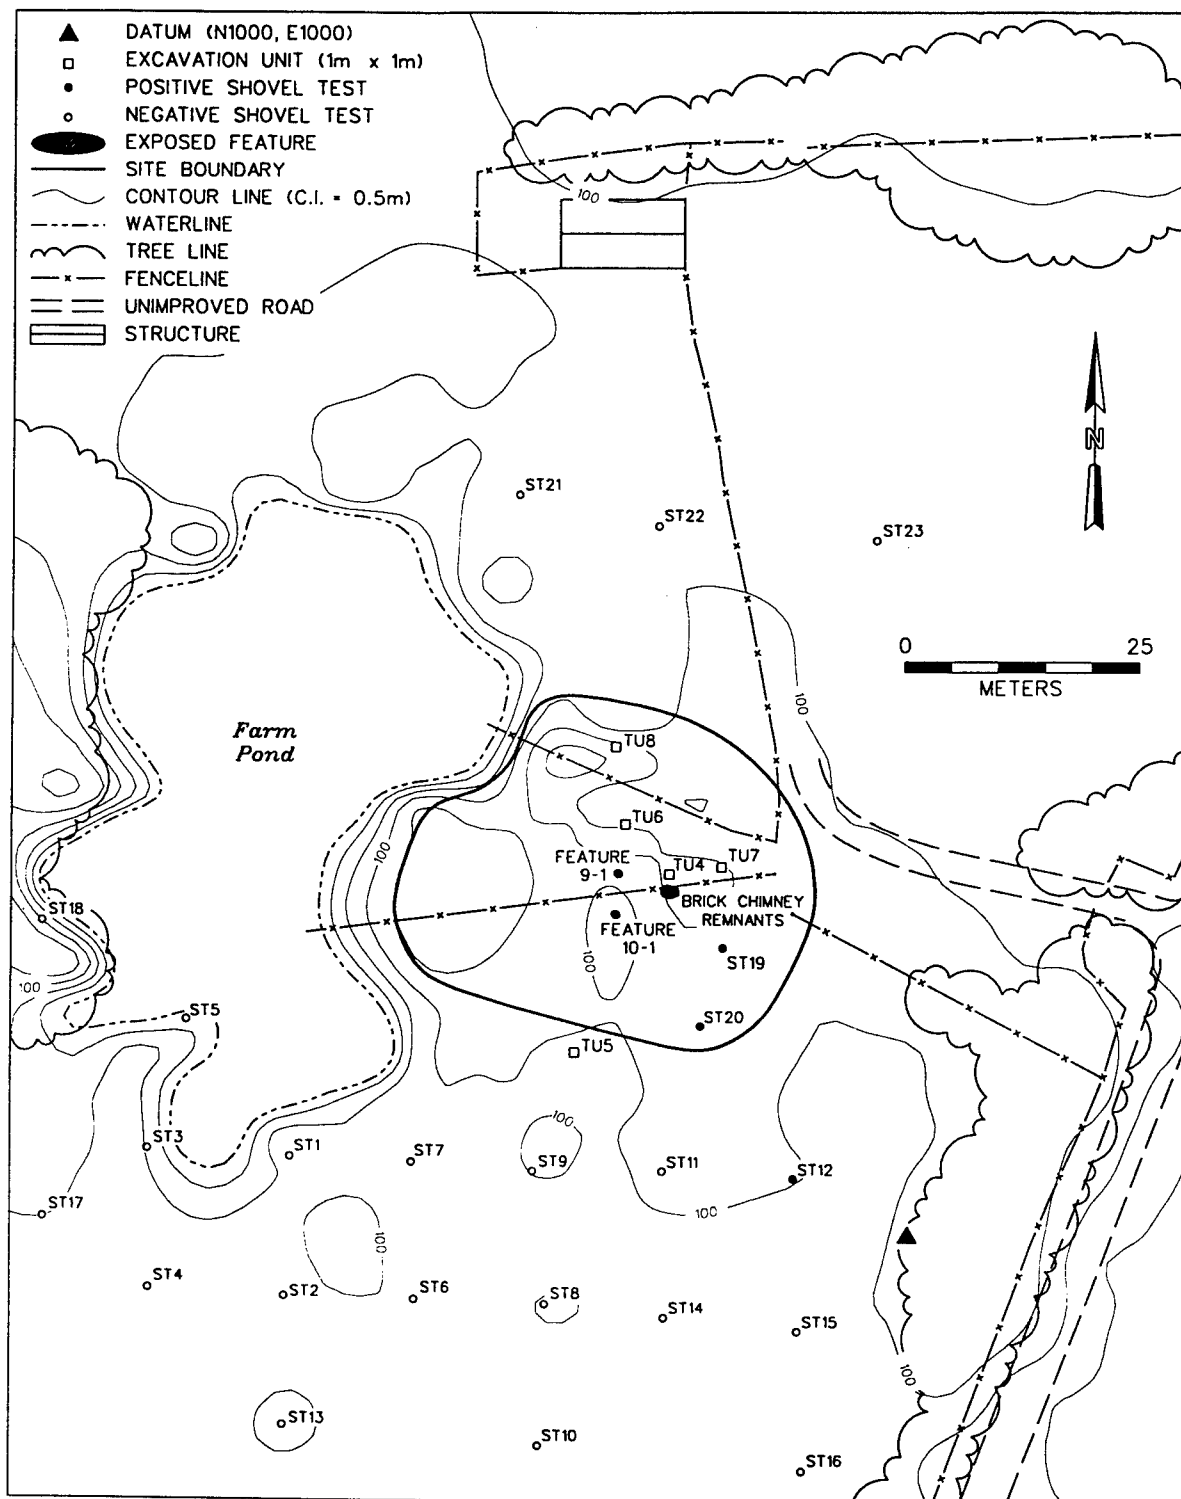 DATUM (N1000, E1000)
EXCAVATION UNIT (1m x 1m)
POSITIVE SHOVEL TEST
NEGATIVE SHOVEL TEST
EXPOSED FEATURE
SITE BOUNDARY
CONTOUR LINE (C.I. = 0.5m)
WATERLINE
TREE LINE
FENCELINE
UNIMPROVED ROAD
STRUCTURE
100
N
ST21
ST22
ST23
0 25
METERS
100
Farm
Pond
TU8
TU6
100
FEATURE
9-1
TU4
TU7
BRICK CHIMNEY
REMNANTS
FEATURE
10-1
ST18
ST19
100
100
ST5
ST20
TU5
100
ST3
ST1
ST7
ST9
ST11
ST12
ST17
100
100
ST4
ST2
ST6
ST8
ST14
ST15
100
ST13
ST10
ST16